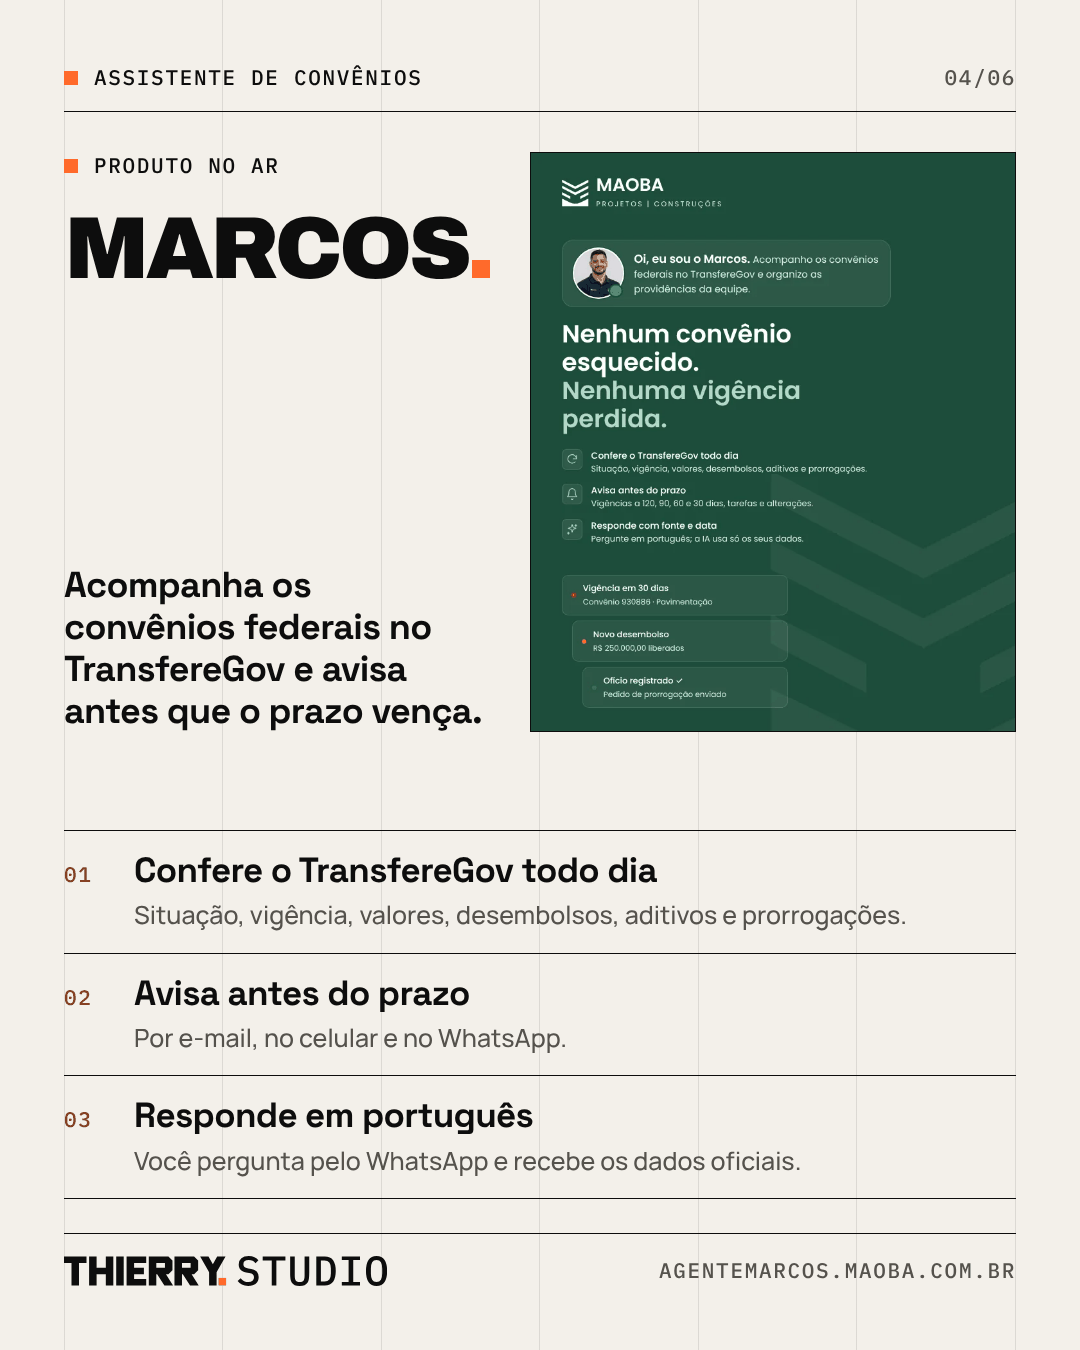 ASSISTENTE DE CONVÊNIOS
04/06
PRODUTO NO AR
MARCOS.
Acompanha os
convênios federais no
TransfereGov e avisa
antes que o prazo vença.
MAOBA
PROJETOS | CONSTRUÇÕES
Oi, eu sou o Marcos. Acompanho os convênios
federais no TransfereGov e organizo as
providências da equipe.
Nenhum convênio
esquecido.
Nenhuma vigência
perdida.
Confere o TransfereGov todo dia
Situação, vigência, valores, desembolsos, aditivos e prorrogações.
Avisa antes do prazo
Vigências a 120, 90, 60 e 30 dias, tarefas e alterações.
Responde com fonte e data
Pergunte em português; a IA usa só os seus dados.
Vigência em 30 dias
Convênio 930886 · Pavimentação
Novo desembolso
R$ 250.000,00 liberados
Ofício registrado ✓
Pedido de prorrogação enviado
01
Confere o TransfereGov todo dia
Situação, vigência, valores, desembolsos, aditivos e prorrogações.
02
Avisa antes do prazo
Por e-mail, no celular e no WhatsApp.
03
Responde em português
Você pergunta pelo WhatsApp e recebe os dados oficiais.
THIERRY. STUDIO
AGENTEMARCOS.MAOBA.COM.BR